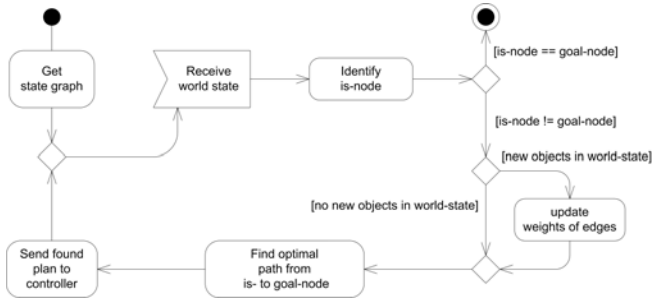 Get
state graph
Receive
world state
Identify
is-node
[is-node == goal-node]
[is-node != goal-node]
[new objects in world-state]
[no new objects in world-state]
update
weights of edges
Find optimal
path from
is- to goal-node
Send found
plan to
controller